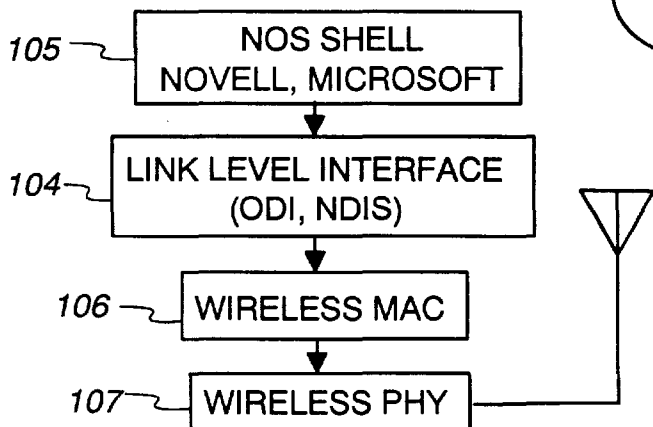 105
NOS SHELL
NOVELL, MICROSOFT
104
LINK LEVEL INTERFACE
(ODI, NDIS)
106
WIRELESS MAC
107
WIRELESS PHY